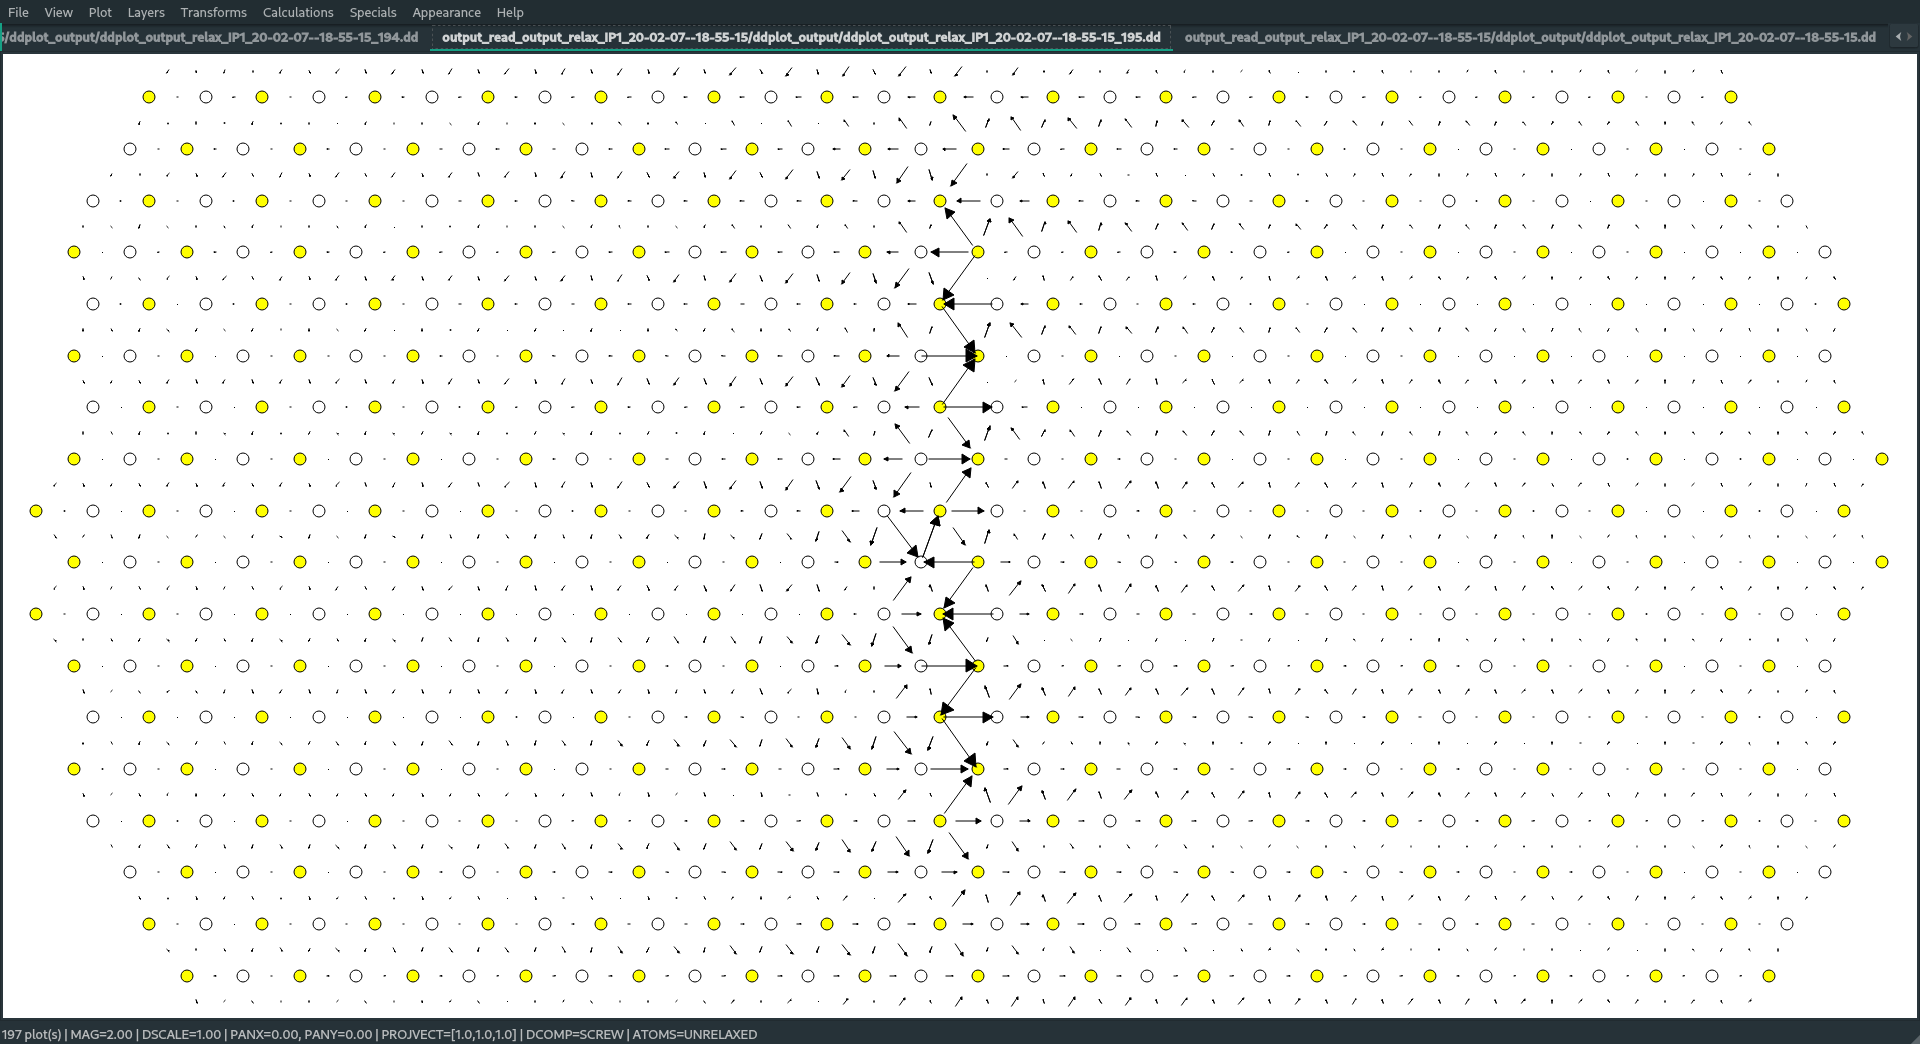 File View Plot Layers Transforms Calculations Specials Appearance Help
/ddplot_output/ddplot_output_relax_IP1_20-02-07--18-55-15_194.dd output_read_output_relax_IP1_20-02-07--18-55-15/ddplot_output/ddplot_output_relax_IP1_20-02-07--18-55-15_195.dd output_read_output_relax_IP1_20-02-07--18-55-15/ddplot_output/ddplot_output_relax_IP1_20-02-07--18-55-15.dd
197 plot(s) | MAG=2.00 | DSCALE=1.00 | PANX=0.00, PANY=0.00 | PROJVECT=[1.0,1.0,1.0] | DCOMP=SCREW | ATOMS=UNRELAXED